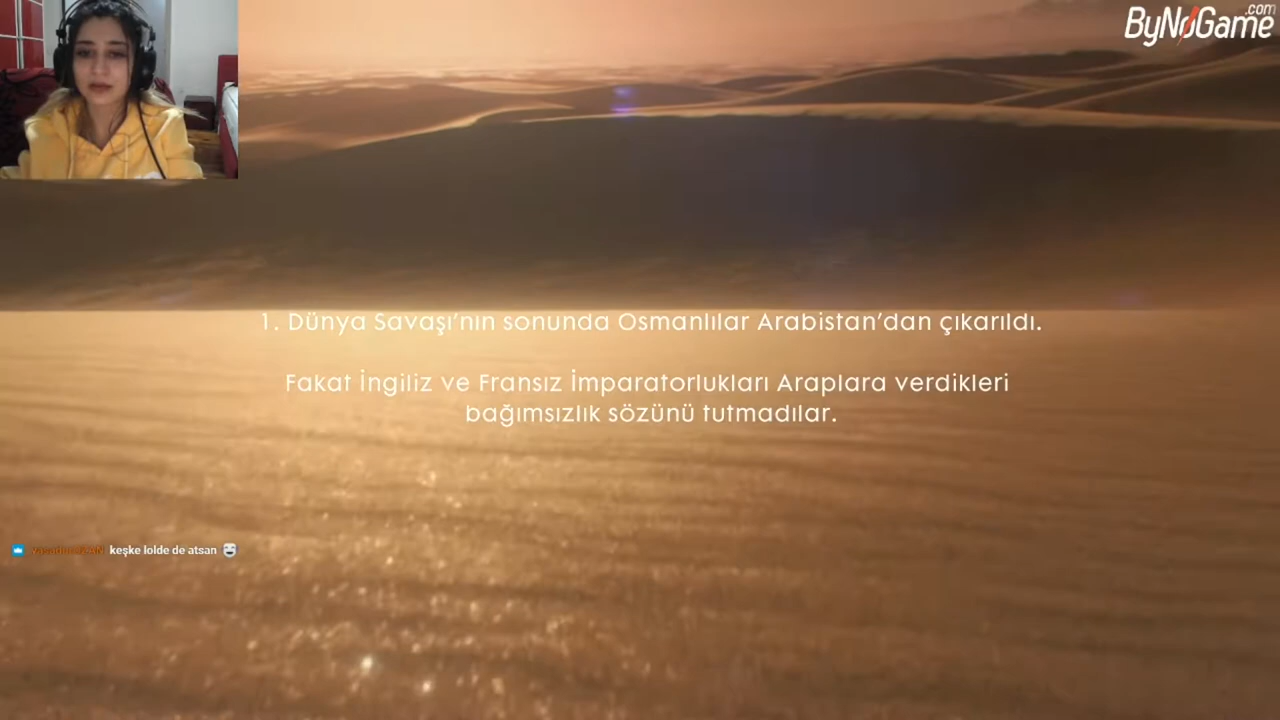 ByNoGame.com
1. Dünya Savaşı'nın sonunda Osmanlılar Arabistan'dan çıkarıldı.
Fakat İngiliz ve Fransız İmparatorlukları Araplara verdikleri
bağımsızlık sözünü tutmadılar.
keşke lolde de atsan